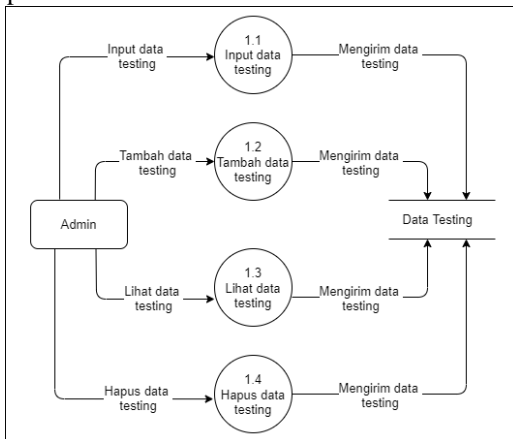 Input data
testing
1.1
Input data
testing
Mengirim data
testing
Tambah data
testing
1.2
Tambah data
testing
Mengirim data
testing
Admin
Data Testing
Lihat data
testing
1.3
Lihat data
testing
Mengirim data
testing
Hapus data
testing
1.4
Hapus data
testing
Mengirim data
testing